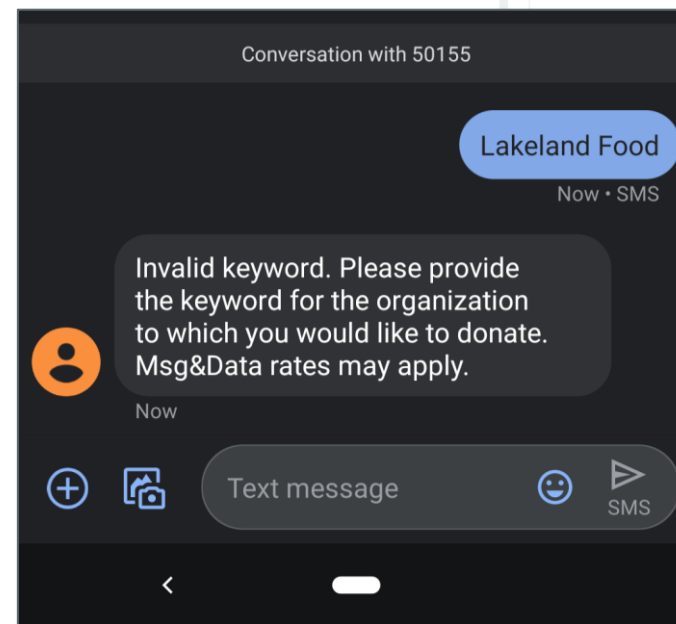 Conversation with 50155
Lakeland Food
Now • SMS
Invalid keyword. Please provide
the keyword for the organization
to which you would like to donate.
Msg&Data rates may apply.
Now
Text message
SMS